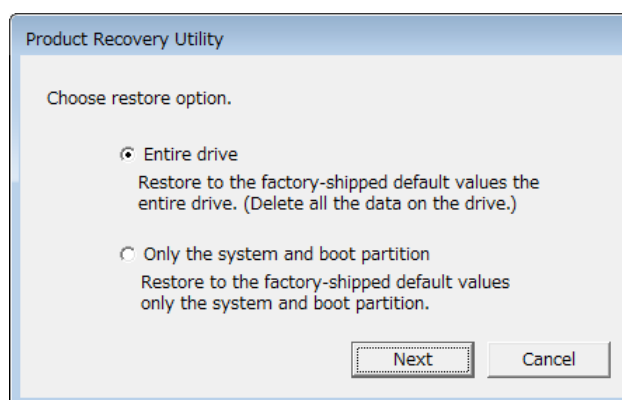 Product Recovery Utility
Choose restore option.
Entire drive
Restore to the factory-shipped default values the
entire drive. (Delete all the data on the drive.)
Only the system and boot partition
Restore to the factory-shipped default values
only the system and boot partition.
Next
Cancel